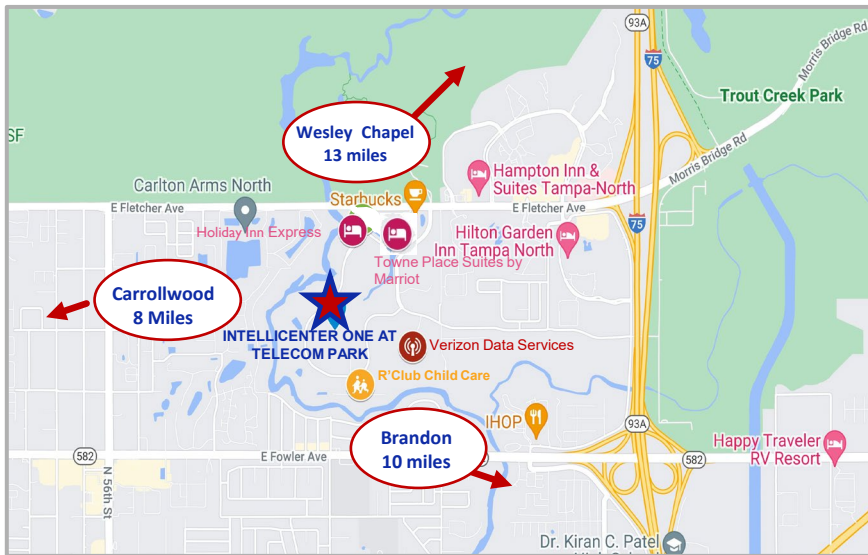 93A
75
Morris Bridge Rd
Trout Creek Park
SF
Wesley Chapel
13 miles
Hampton Inn &
Suites Tampa-North
Morris Bridge Rd
Carlton Arms North
Starbucks
E Fletcher Ave
E Fletcher Ave
75
Holiday Inn Express
Hilton Garden
Inn Tampa North
Towne Place Suites by
Marriot
Carrollwood
8 Miles
INTELLICENTER ONE AT
TELECOM PARK
Verizon Data Services
R'Club Child Care
IHOP
93A
Brandon
10 miles
Happy Traveler
RV Resort
582
E Fowler Ave
582
N 56th St
Dr. Kiran C. Patel